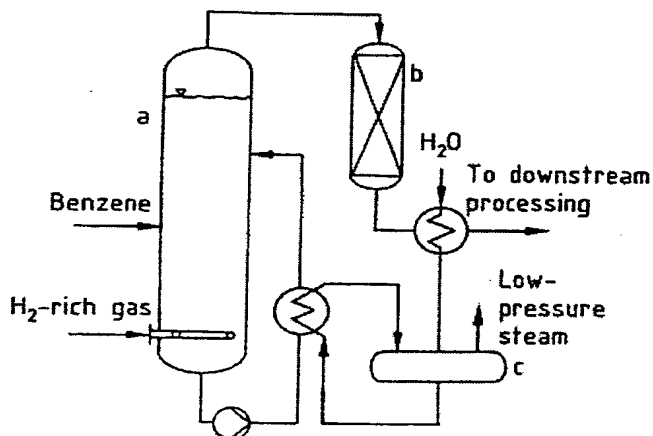 a
b
H₂O
To downstream
processing
Benzene
H₂-rich gas
Low-
pressure
steam
c